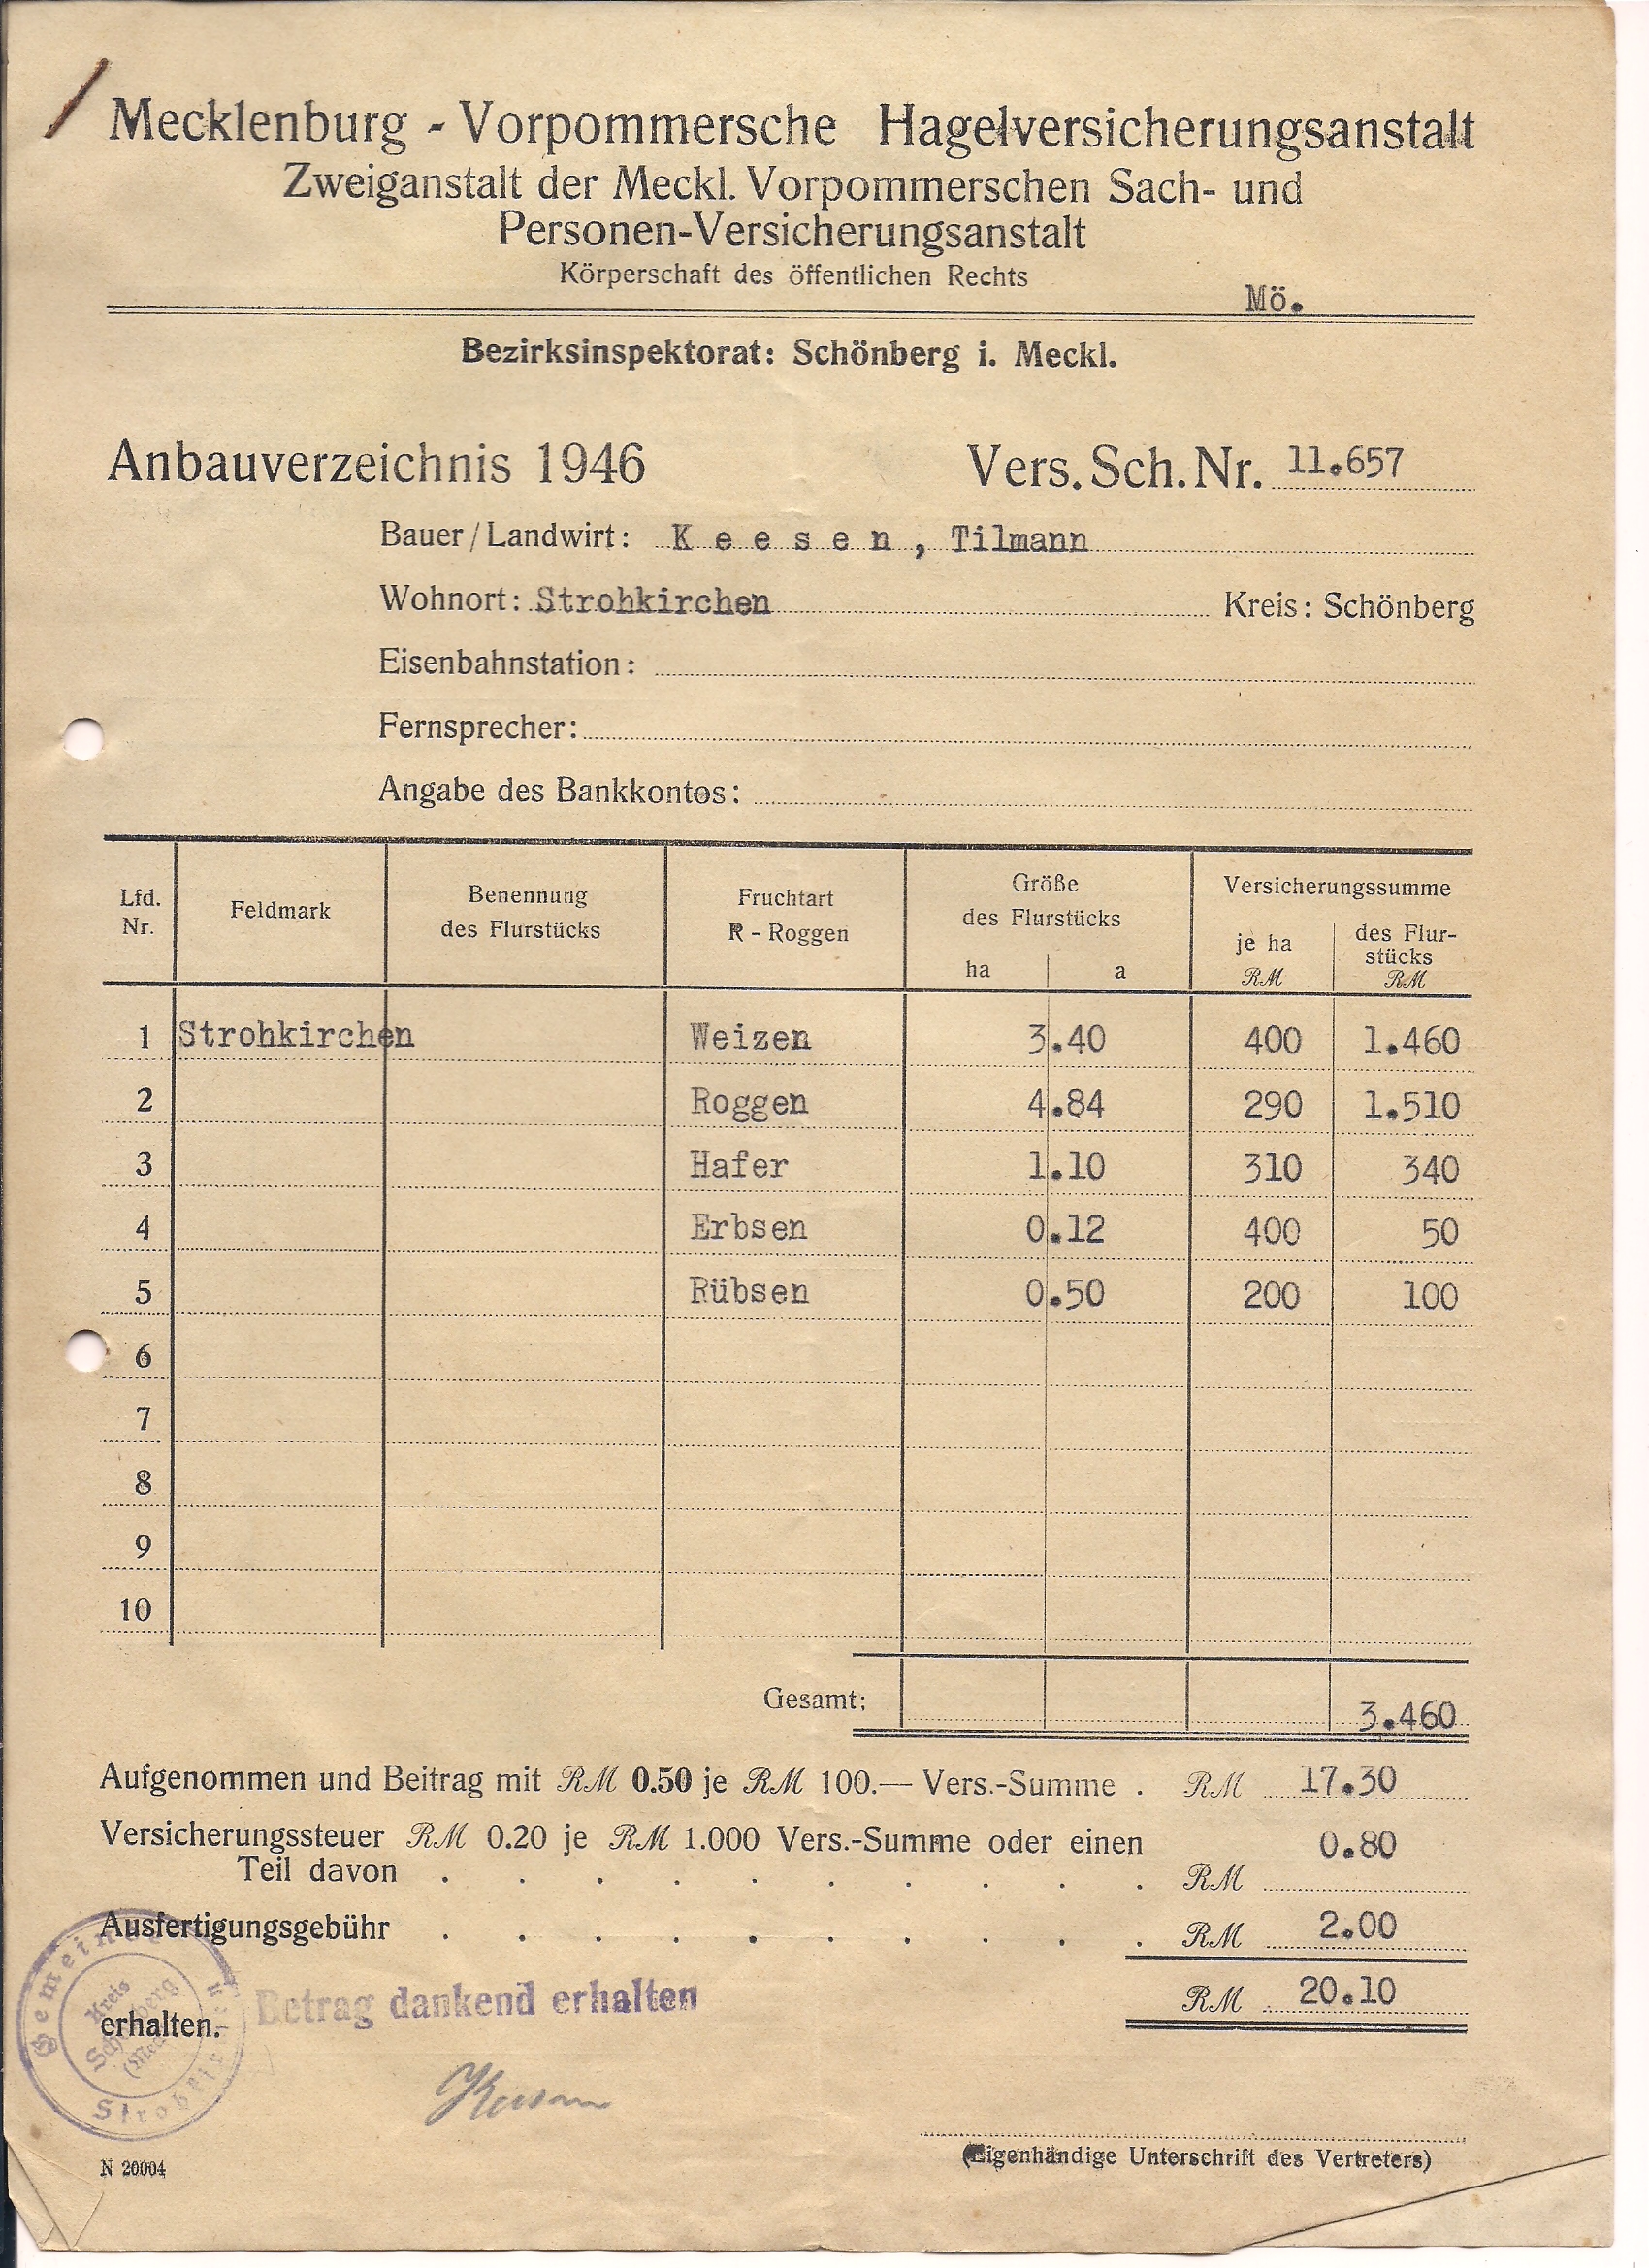 Mecklenburg - Vorpommersche Hagelversicherungsanstalt
Zweiganstalt der Meckl. Vorpommerschen Sach- und
Personen-Versicherungsanstalt
Körperschaft des öffentlichen Rechts
Mö.
Bezirksinspektorat: Schönberg i. Meckl.
Anbauverzeichnis 1946 Vers. Sch. Nr. 11.657
Bauer / Landwirt: K e e s e n , Tilmann
Wohnort: Strohkirchen Kreis: Schönberg
Eisenbahnstation:
Fernsprecher:
Angabe des Bankkontos:
Lfd. Nr. Feldmark Benennung des Flurstücks Fruchtart R - Roggen Größe des Flurstücks ha a Versicherungssumme je ha RM des Flur-stücks RM
1 Strohkirchen Weizen 3.40 400 1.460
2 Roggen 4.84 290 1.510
3 Hafer 1.10 310 340
4 Erbsen 0.12 400 50
5 Rübsen 0.50 200 100
6
7
8
9
10
Gesamt: 3.460
Aufgenommen und Beitrag mit RM 0.50 je RM 100.— Vers.-Summe . RM 17.30
Versicherungssteuer RM 0.20 je RM 1.000 Vers.-Summe oder einen 0.80
Teil davon . . . . . . . . . . RM
Ausfertigungsgebühr . . . . . . . . . . RM 2.00
Betrag dankend erhalten RM 20.10
erhalten.
Gemeinde
Kreis
Schönberg
(Eigenhändige Unterschrift des Vertreters)
N 20004